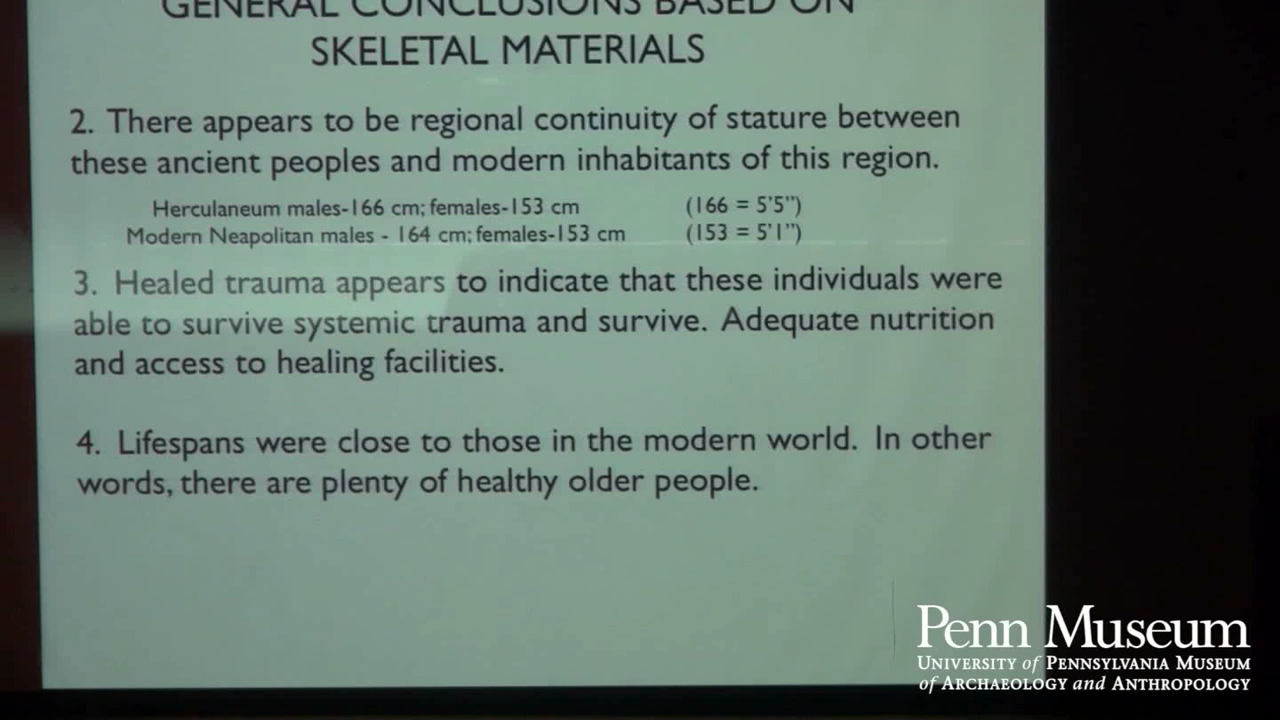 GENERAL CONCLUSIONS BASED ON
SKELETAL MATERIALS
2. There appears to be regional continuity of stature between
these ancient peoples and modern inhabitants of this region.
Herculaneum males-166 cm; females-153 cm (166 = 5'5")
Modern Neapolitan males - 164 cm; females-153 cm (153 = 5'1")
3. Healed trauma appears to indicate that these individuals were
able to survive systemic trauma and survive. Adequate nutrition
and access to healing facilities.
4. Lifespans were close to those in the modern world. In other
words, there are plenty of healthy older people.
Penn Museum
UNIVERSITY of PENNSYLVANIA MUSEUM
of ARCHAEOLOGY and ANTHROPOLOGY